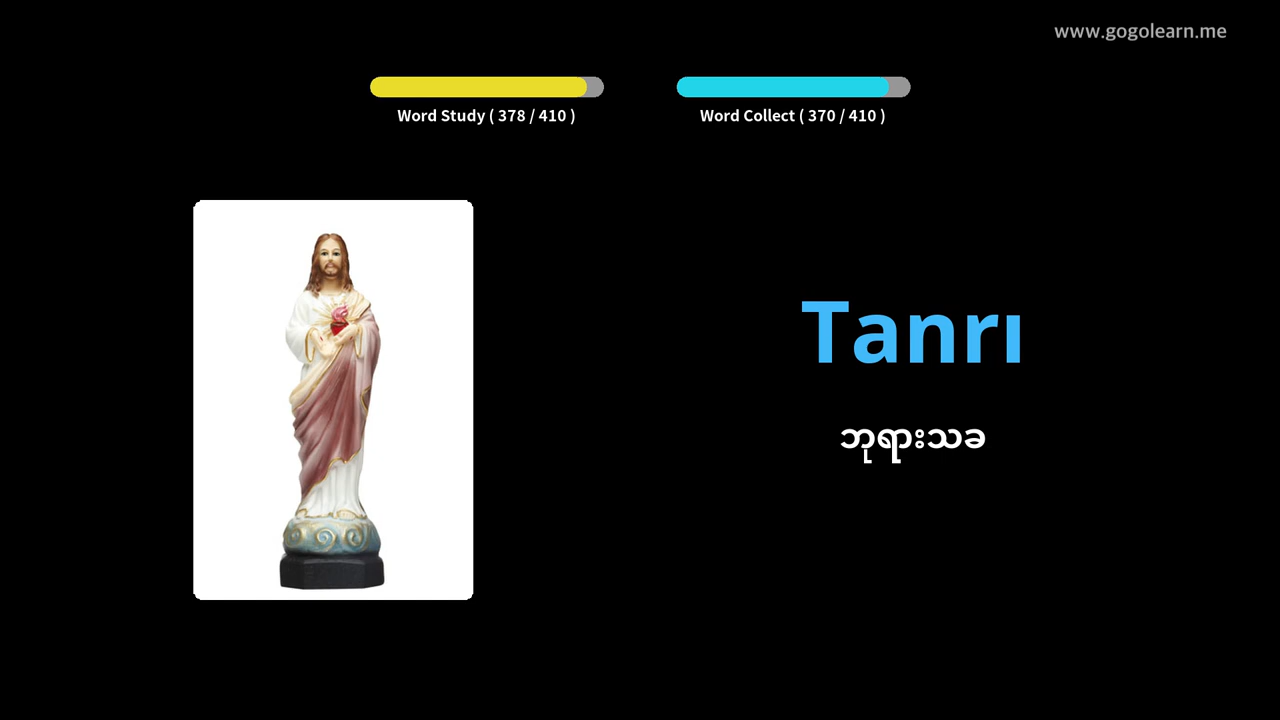 www.gogolearn.me
Word Study ( 378 / 410 )
Word Collect ( 370 / 410 )
Tanrı
ဘုရားသခ